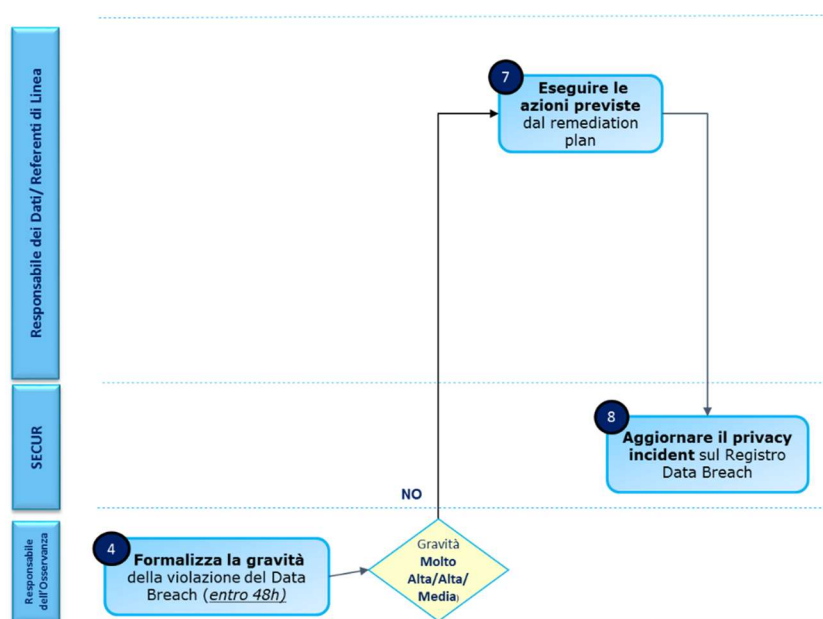 Responsabile dei Dati/ Referenti di Linea
7
Eseguire le
azioni previste
dal remediation
plan
SECUR
8
Aggiornare il privacy
incident sul Registro
Data Breach
NO
Responsabile
dell'Osservanza
4
Formalizza la gravità
della violazione del Data
Breach (entro 48h)
Gravità
Molto
Alta/Alta/
Media)